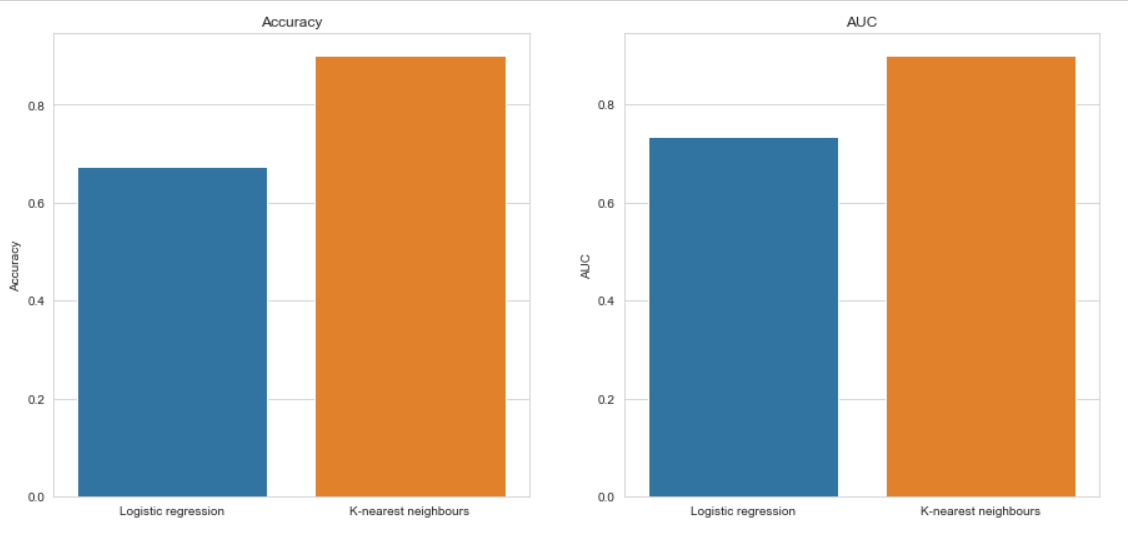 Accuracy
Accuracy
0.8
0.6
0.4
0.2
0.0
Logistic regression
K-nearest neighbours
AUC
AUC
0.8
0.6
0.4
0.2
0.0
Logistic regression
K-nearest neighbours